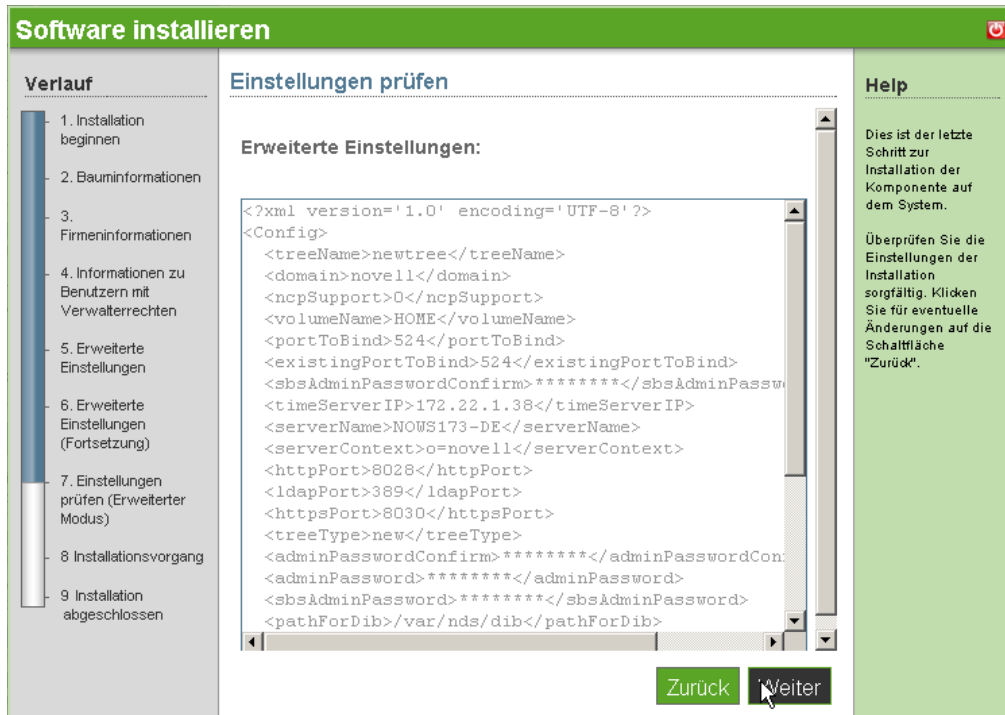 Software installieren
Verlauf
1. Installation
beginnen
2. Bauminformationen
3.
Firmeninformationen
4. Informationen zu
Benutzern mit
Verwalterrechten
5. Erweiterte
Einstellungen
6. Erweiterte
Einstellungen
(Fortsetzung)
7. Einstellungen
prüfen (Erweiterter
Modus)
8 Installationsvorgang
9 Installation
abgeschlossen
Einstellungen prüfen
Erweiterte Einstellungen:
<?xml version='1.0' encoding='UTF-8'?>
<Config>
<treeName>newtree</treeName>
<domain>novell</domain>
<ncpSupport>0</ncpSupport>
<volumeName>HOME</volumeName>
<portToBind>524</portToBind>
<existingPortToBind>524</existingPortToBind>
<sbsAdminPasswordConfirm>********</sbsAdminPassw
<timeServerIP>172.22.1.38</timeServerIP>
<serverName>NOWS173-DE</serverName>
<serverContext>o=novell</serverContext>
<httpPort>8028</httpPort>
<ldapPort>389</ldapPort>
<httpsPort>8030</httpsPort>
<treeType>new</treeType>
<adminPasswordConfirm>********</adminPasswordCon
<adminPassword>********</adminPassword>
<sbsAdminPassword>********</sbsAdminPassword>
<pathForDib>/var/nds/dib</pathForDib>
Zurück
Weiter
Help
Dies ist der letzte
Schritt zur
Installation der
Komponente auf
dem System.
Überprüfen Sie die
Einstellungen der
Installation
sorgfältig. Klicken
Sie für eventuelle
Änderungen auf die
Schaltfläche
"Zurück".